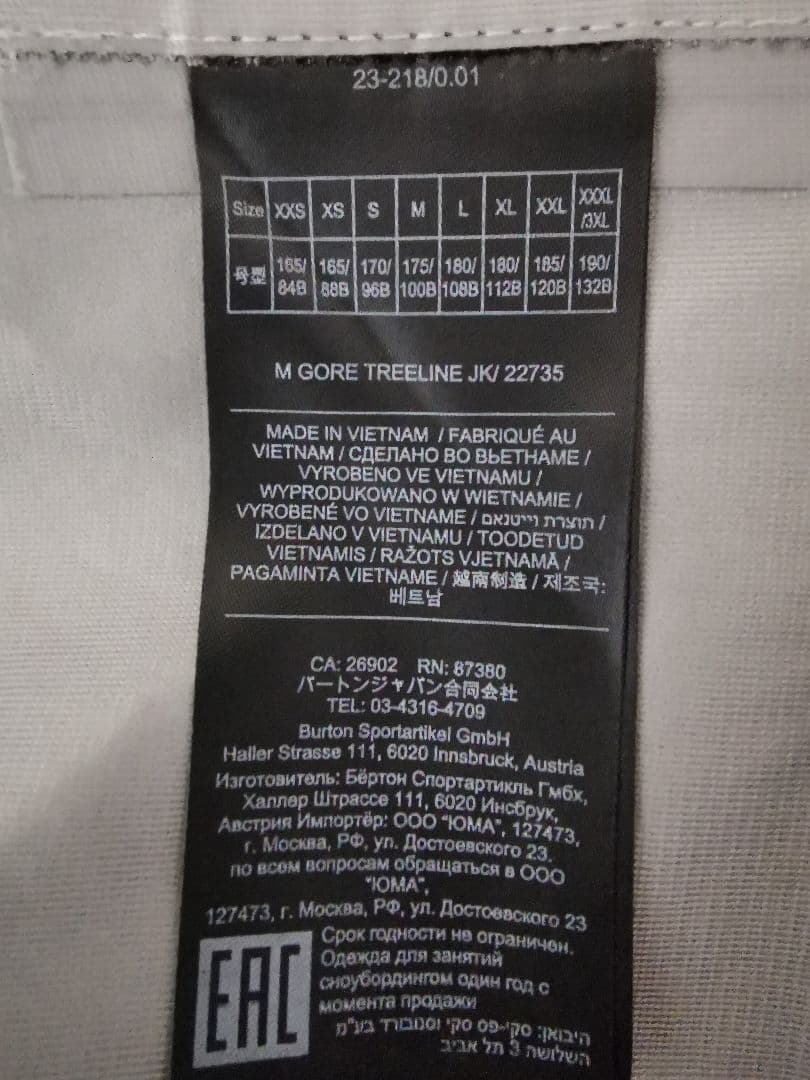 23-218/0.01
Size XXS XS S M L XL XXL XXXL/3XL
号型 165/84B 165/88B 170/96B 175/100B 180/108B 180/112B 185/120B 190/132B
M GORE TREELINE JK/ 22735
MADE IN VIETNAM / FABRIQUÉ AU
VIETNAM / СДЕЛАНО ВО ВЬЕТНАМЕ /
VYROBENO VE VIETNAMU /
WYPRODUKOWANO W WIETNAMIE /
VYROBENÉ VO VIETNAME / תוצרת וייטנאם /
IZDELANO V VIETNAMU / TOODETUD
VIETNAMIS / RAŽOTS VJETNAMĀ /
PAGAMINTA VIETNAME / 越南制造 / 제조국:
베트남
CA: 26902 RN: 87380
バートンジャパン合同会社
TEL: 03-4316-4709
Burton Sportartikel GmbH
Haller Strasse 111, 6020 Innsbruck, Austria
Изготовитель: Бёртон Спортартикль Гмбх,
Халлер Штрассе 111, 6020 Инсбрук,
Австрия Импортёр: ООО "ЮМА", 127473,
г. Москва, РФ, ул. Достоевского 23.
по всем вопросам обращаться в ООО
"ЮМА",
127473, г. Москва, РФ, ул. Достоевского 23
Срок годности не ограничен.
Одежда для занятий
сноубордингом один год с
момента продажи
EAC
היבואן: סקי-פס סקי וסנובורד בע"מ
השלושה 3 תל אביב